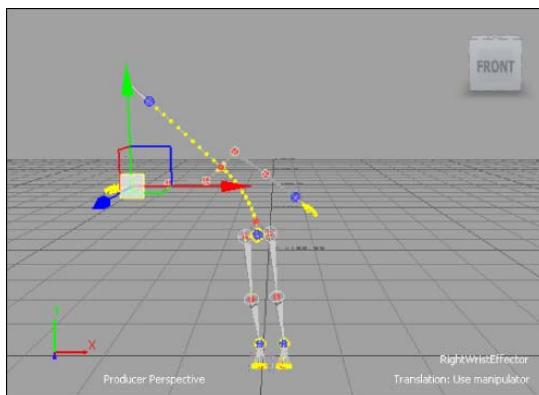 FRONT
Y
X
RightWristEffector
Producer Perspective
Translation: Use manipulator